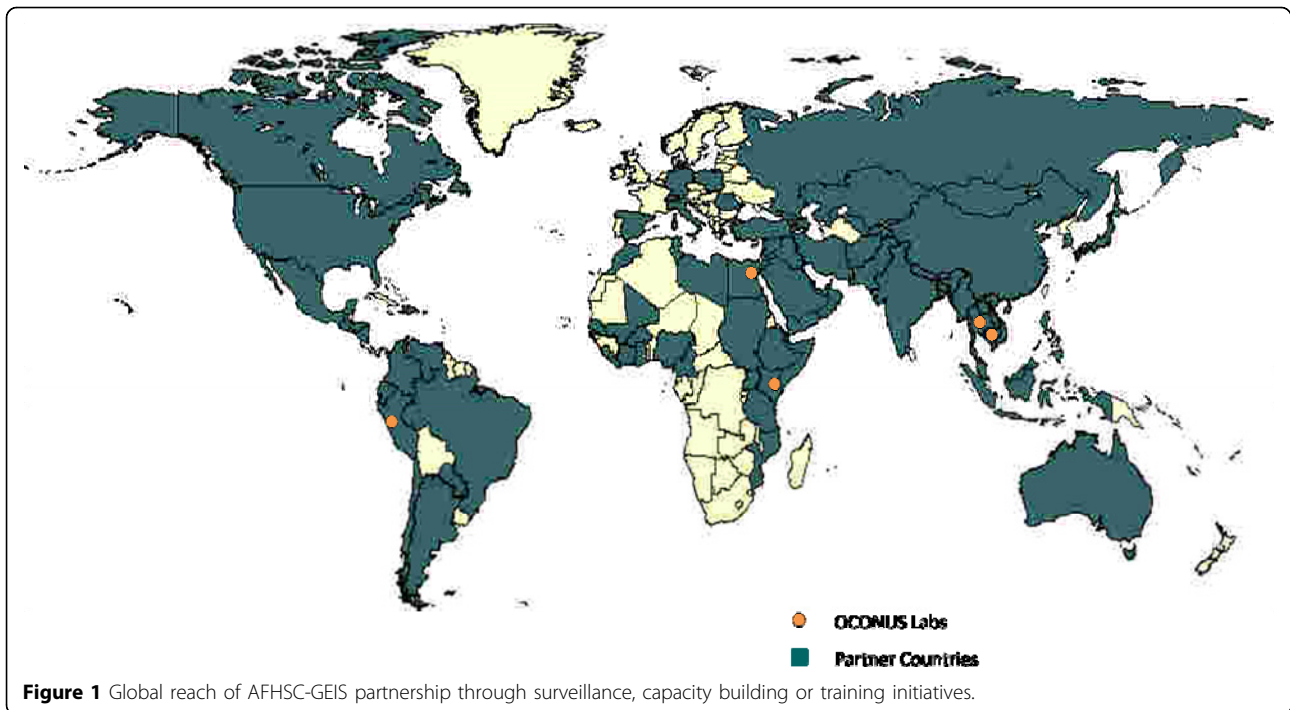 OCONUS Labs
Partner Countries
Figure 1 Global reach of AFHSC-GEIS partnership through surveillance, capacity building or training initiatives.